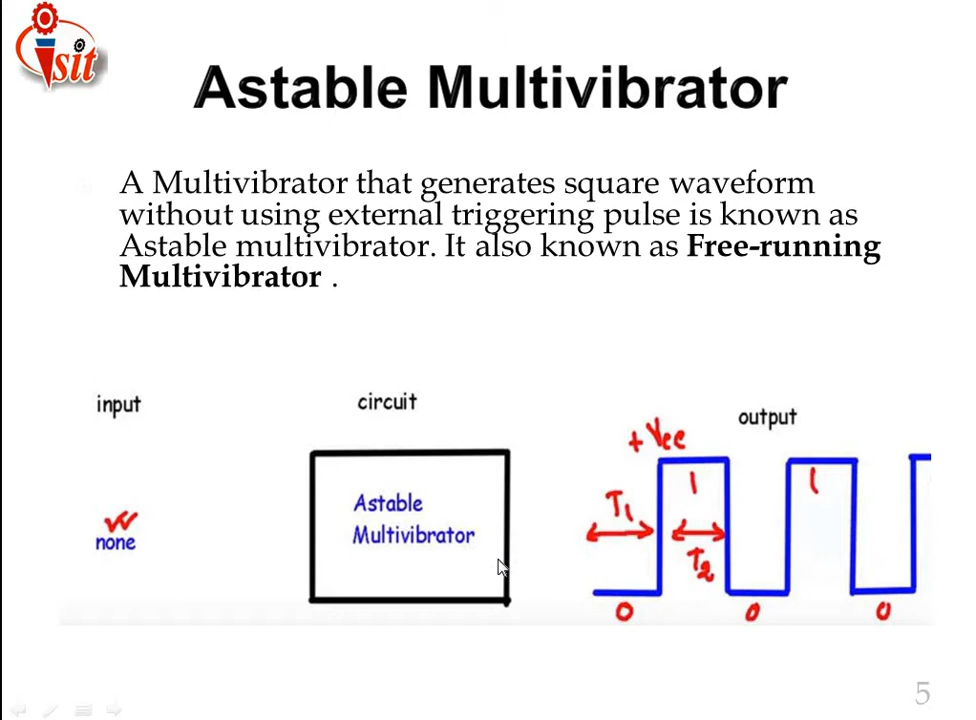 sit
Astable Multivibrator
A Multivibrator that generates square waveform
without using external triggering pulse is known as
Astable multivibrator. It also known as Free-running
Multivibrator .
input
circuit
output
+ Vcc
Astable
Multivibrator
none
T1
1
1
T2
0
0
0
5